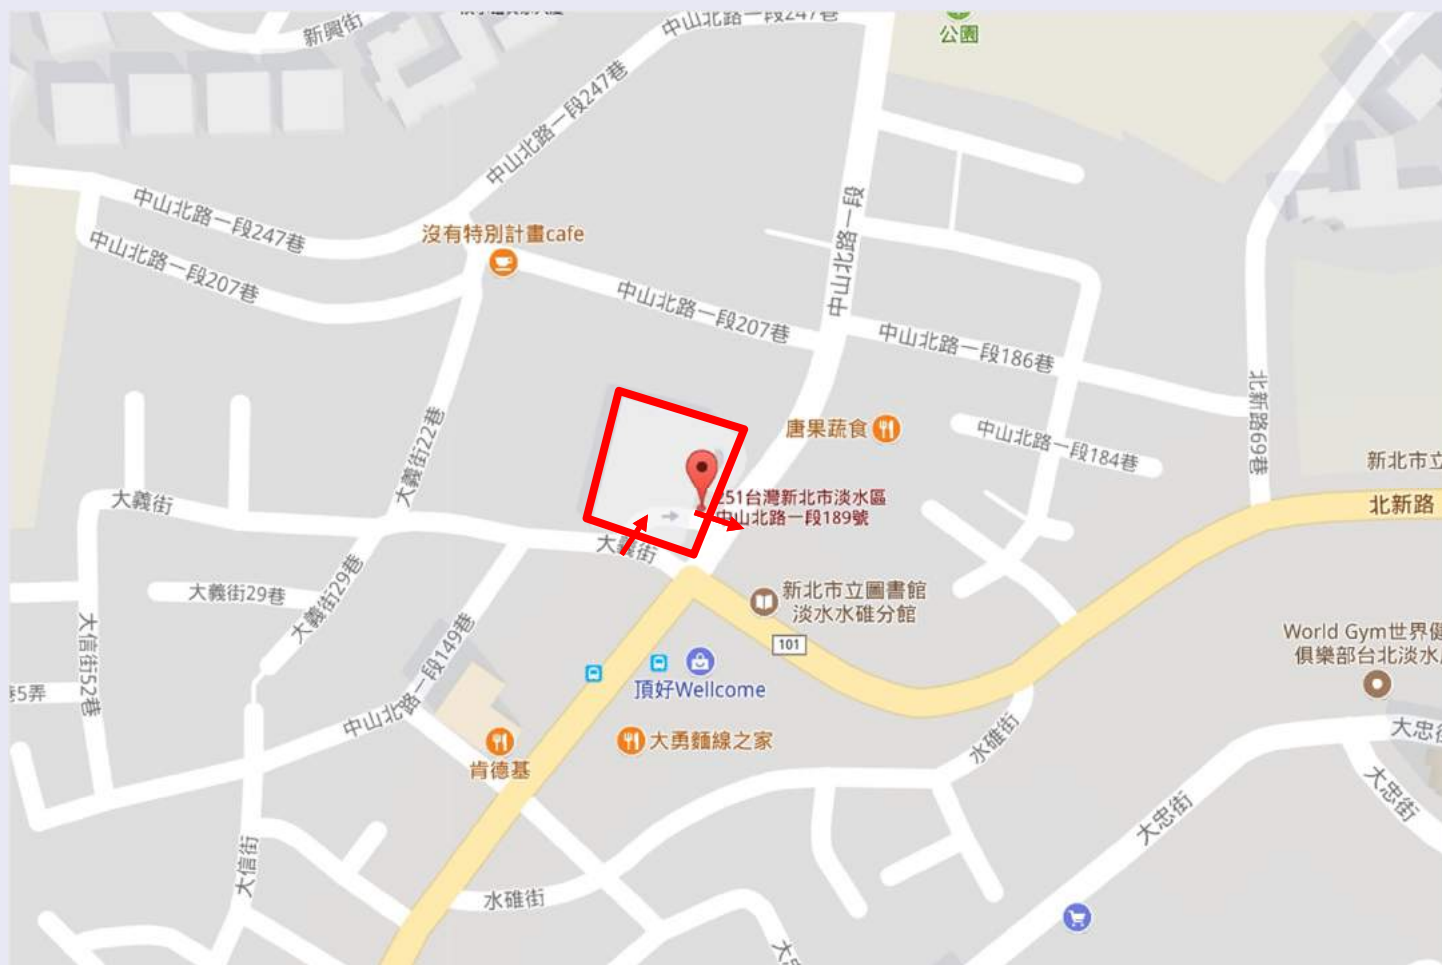 新興街
中山北路一段247巷
公園
中山北路一段247巷
中山北路一段
中山北路一段247巷
沒有特別計畫cafe
中山北路一段207巷
中山北路一段207巷
中山北路一段186巷
北新路69巷
大義街22巷
唐果蔬食
中山北路一段184巷
新北市立
北新路
大義街
251台灣新北市淡水區
中山北路一段189號
大義街
大義街29巷
大義街29巷
新北市立圖書館
淡水水碓分館
101
大信街52巷
中山北路一段149巷
World Gym世界健
俱樂部台北淡水
巷5弄
頂好Wellcome
大勇麵線之家
肯德基
水碓街
大忠街
大忠街
大忠街
大信街
水碓街